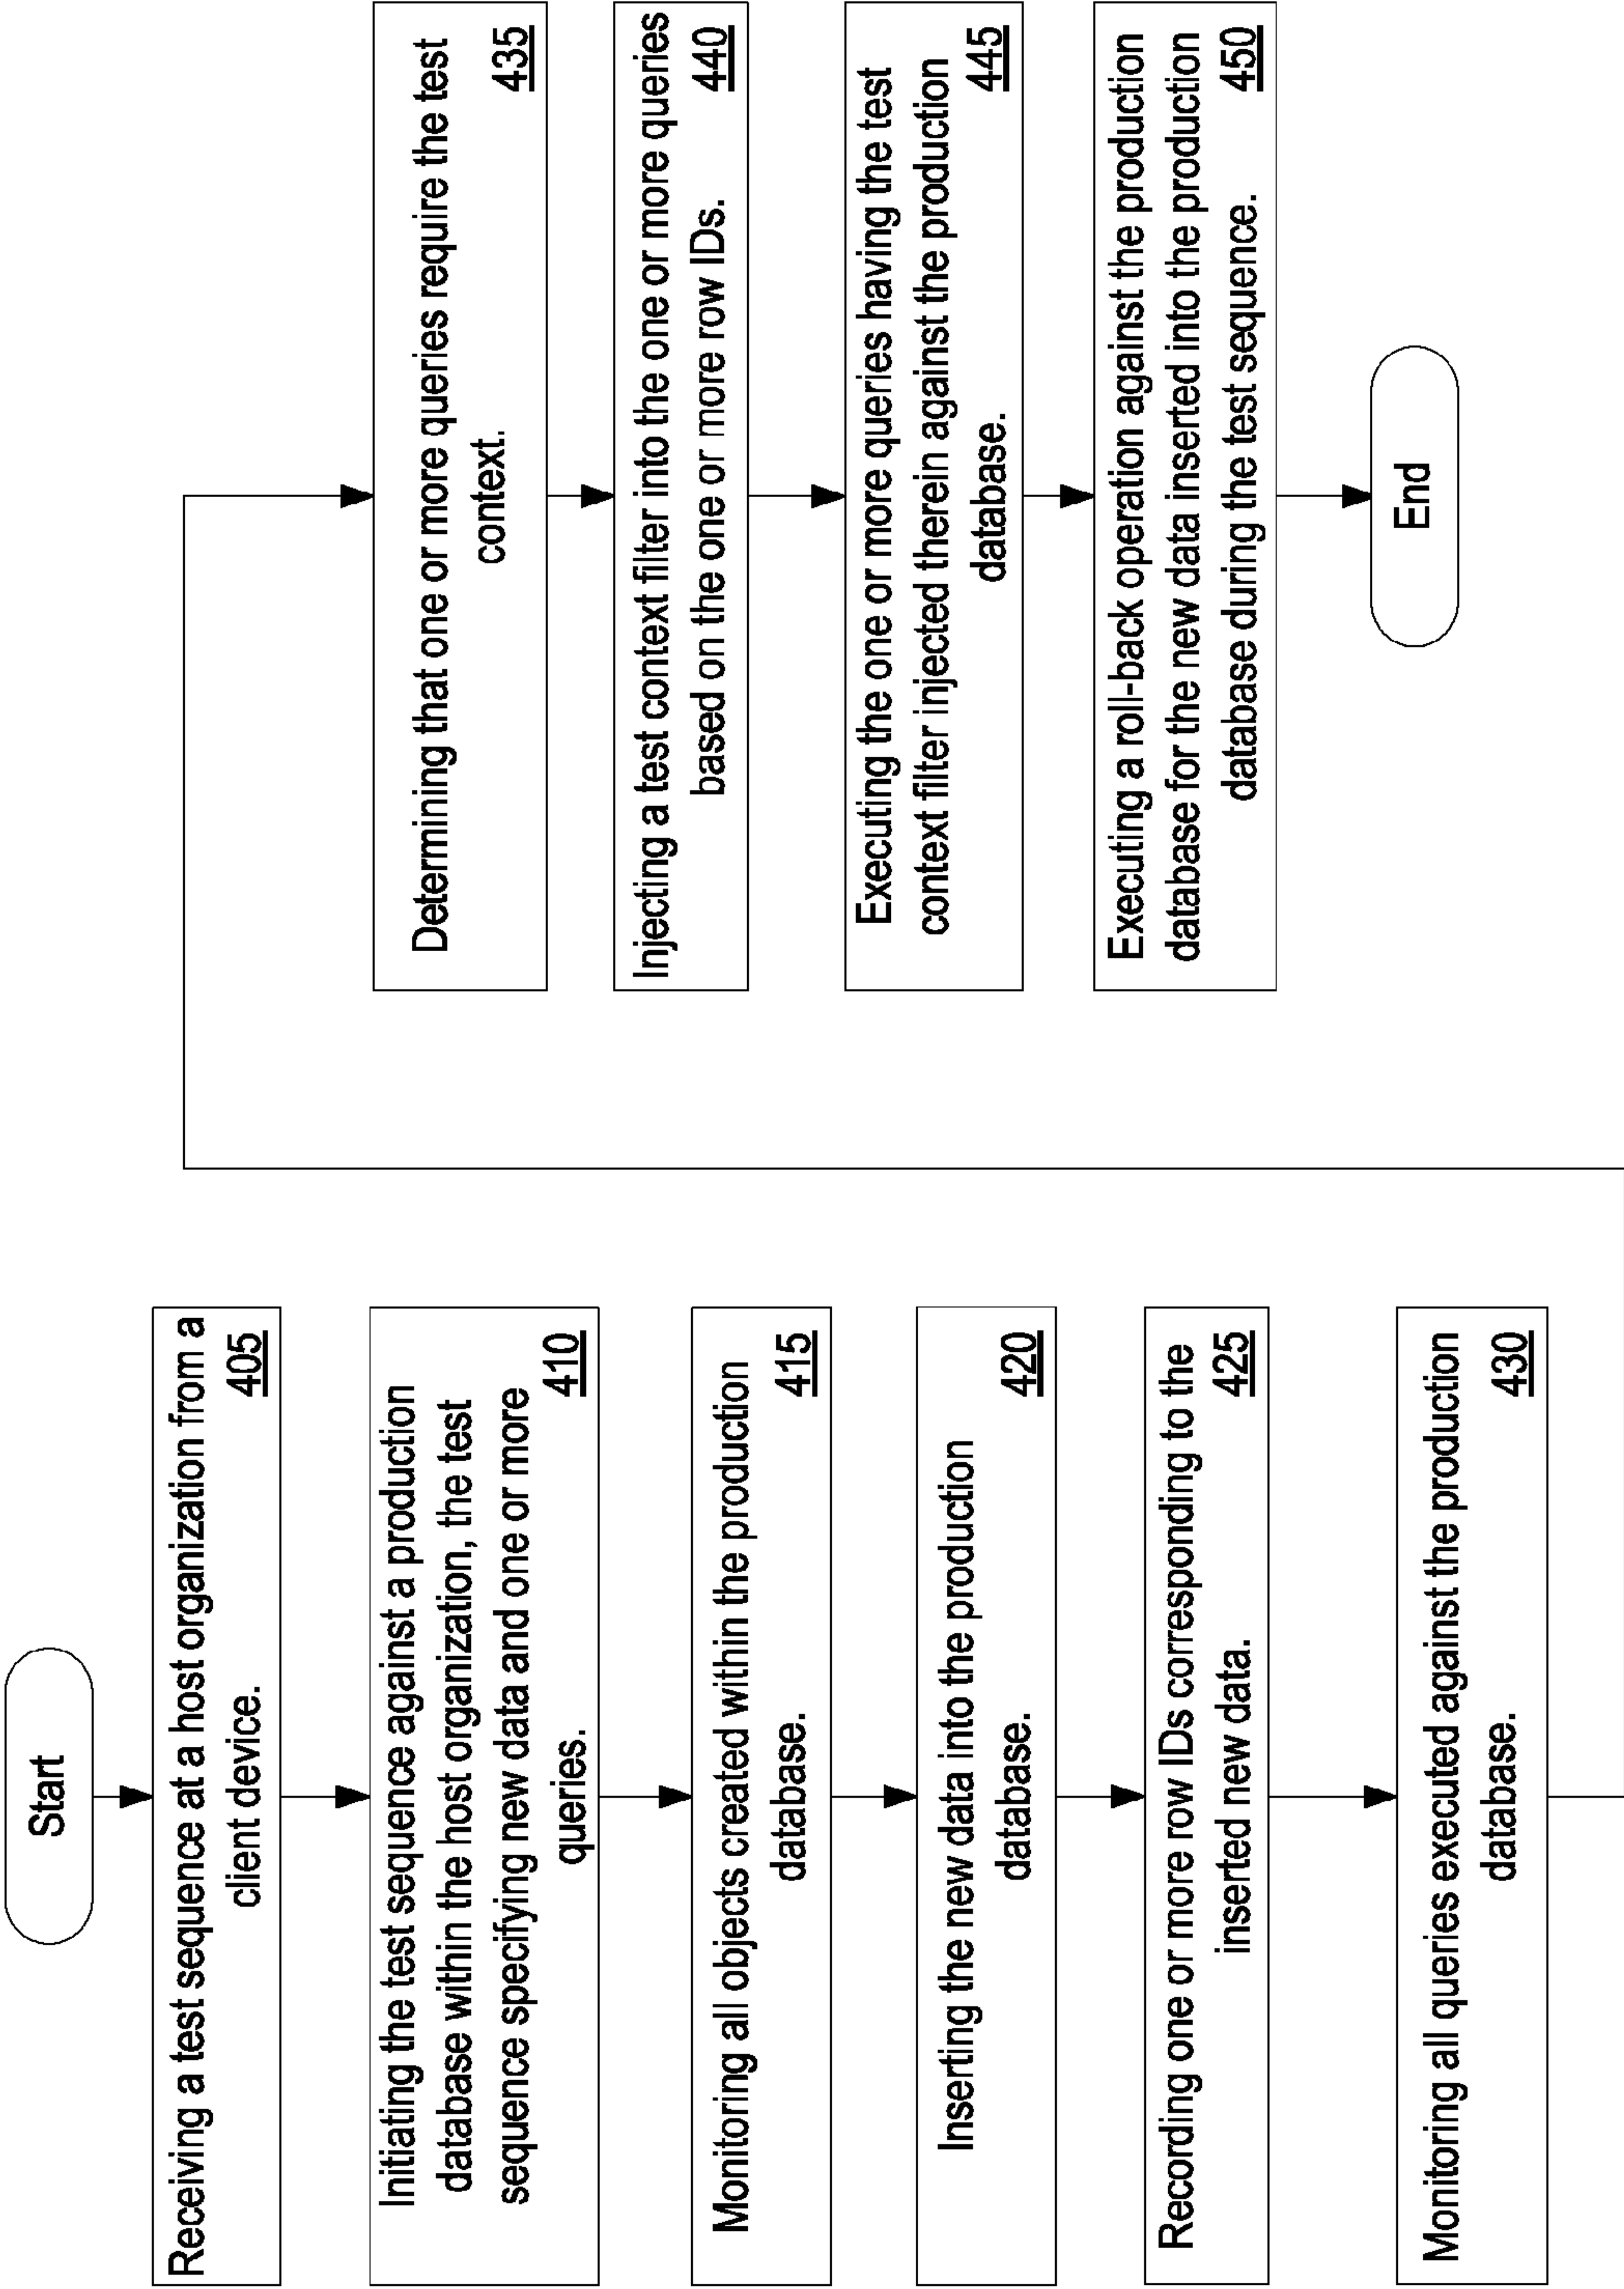 Start
Receiving a test sequence at a host organization from a
client device.
405
Initiating the test sequence against a production
database within the host organization, the test
sequence specifying new data and one or more
queries.
410
Monitoring all objects created within the production
database.
415
Inserting the new data into the production
database.
420
Recording one or more row IDs corresponding to the
inserted new data.
425
Monitoring all queries executed against the production
database.
430
Determining that one or more queries require the test
context.
435
Injecting a test context filter into the one or more queries
based on the one or more row IDs.
440
Executing the one or more queries having the test
context filter injected therein against the production
database.
445
Executing a roll-back operation against the production
database for the new data inserted into the production
database during the test sequence.
450
End